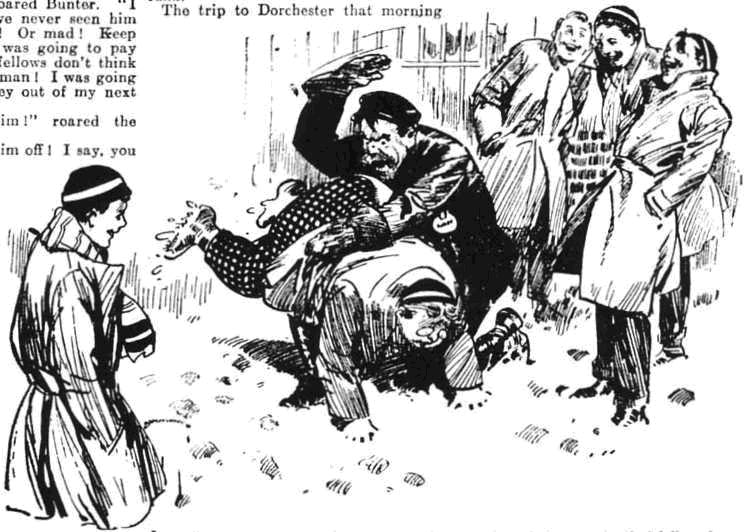 oared Bunter. "I
ve never seen him
! Or mad! Keep
was going to pay
ellows don't think
man! I was going
ey out of my next
im!" roared the
im off! I say, you
The trip to Dorchester that morning